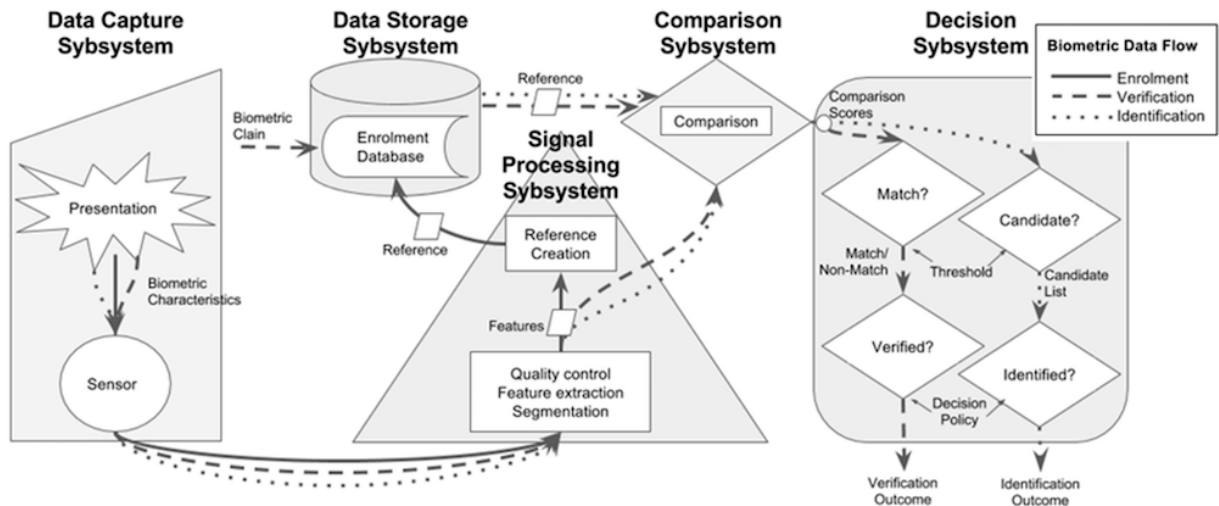 Data Capture
Sybsystem
Data Storage
Sybsystem
Comparison
Sybsystem
Decision
Sybsystem
Biometric Data Flow
Enrolment
Verification
Identification
Reference
Comparison
Comparison
Scores
Biometric
Clain
Enrolment
Database
Signal
Processing
Sybsystem
Presentation
Match?
Candidate?
Reference
Reference
Creation
Match/
Non-Match
Threshold
Candidate
List
Biometric
Characteristics
Features
Verified?
Identified?
Sensor
Quality control
Feature extraction
Segmentation
Decision
Policy
Verification
Outcome
Identification
Outcome